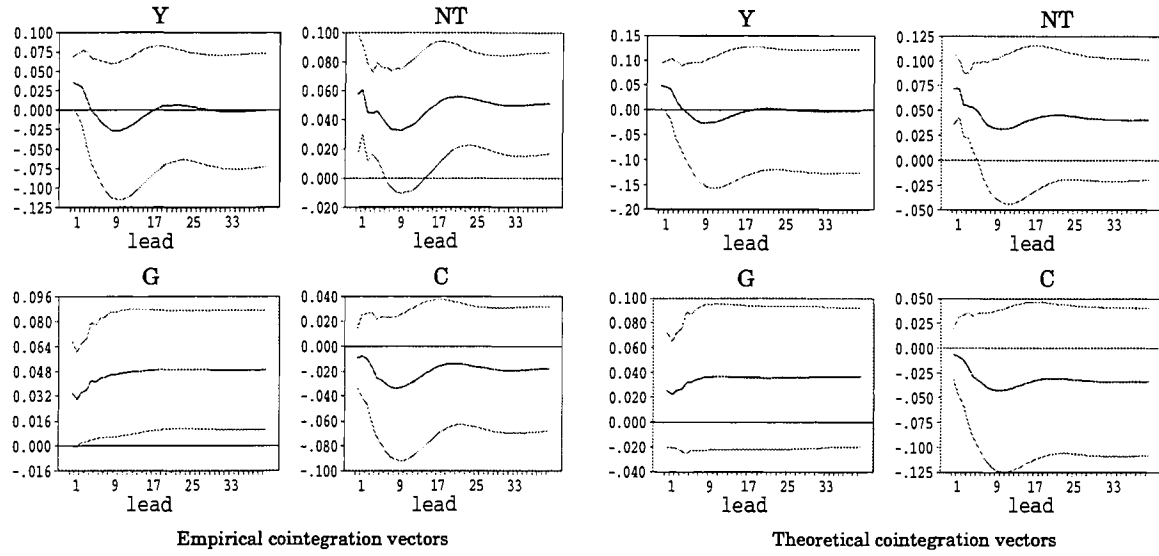 Y
0.100
0.075
0.050
0.025
0.000
-.025
-.050
-.075
-.100
-.125
1 9 17 25 33
lead
NT
0.100
0.080
0.060
0.040
0.020
0.000
-.020
1 9 17 25 33
lead
G
0.096
0.080
0.064
0.048
0.032
0.016
0.000
-.016
1 9 17 25 33
lead
C
0.040
0.020
0.000
-.020
-.040
-.060
-.080
-.100
1 9 17 25 33
lead
Empirical cointegration vectors
Y
0.15
0.10
0.05
0.00
-.05
-.10
-.15
-.20
1 9 17 25 33
lead
NT
0.125
0.100
0.075
0.050
0.025
0.000
-.025
-.050
1 9 17 25 33
lead
G
0.100
0.080
0.060
0.040
0.020
0.000
-.020
-.040
1 9 17 25 33
lead
C
0.050
0.025
0.000
-.025
-.050
-.075
-.100
-.125
1 9 17 25 33
lead
Theoretical cointegration vectors